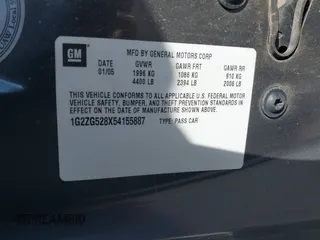 GM
MFD BY GENERAL MOTORS CORP
DATE GVWR GAWR FRT GAWR RR
01/05 1996 KG 1086 KG 910 KG
4400 LB 2394 LB 2006 LB
THIS VEHICLE CONFORMS TO ALL APPLICABLE U.S. FEDERAL MOTOR
VEHICLE SAFETY, BUMPER, AND THEFT PREVENTION STANDARDS IN
EFFECT ON THE DATE OF MANUFACTURE SHOWN ABOVE.
1G2ZG528X54155887 TYPE: PASS CAR